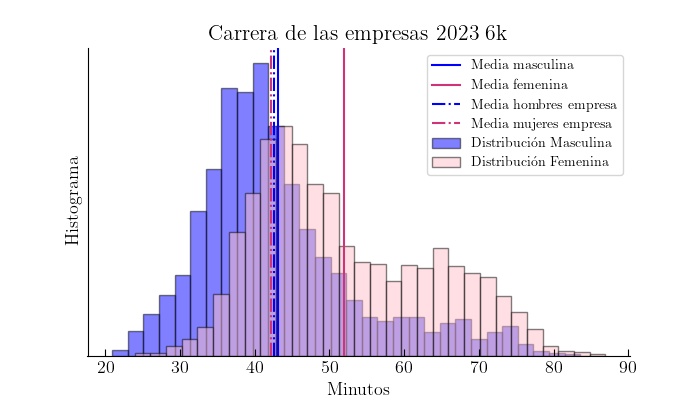 Carrera de las empresas 2023 6k
Media masculina
Media femenina
Media hombres empresa
Media mujeres empresa
Distribución Masculina
Distribución Femenina
Histograma
20 30 40 50 60 70 80 90
Minutos